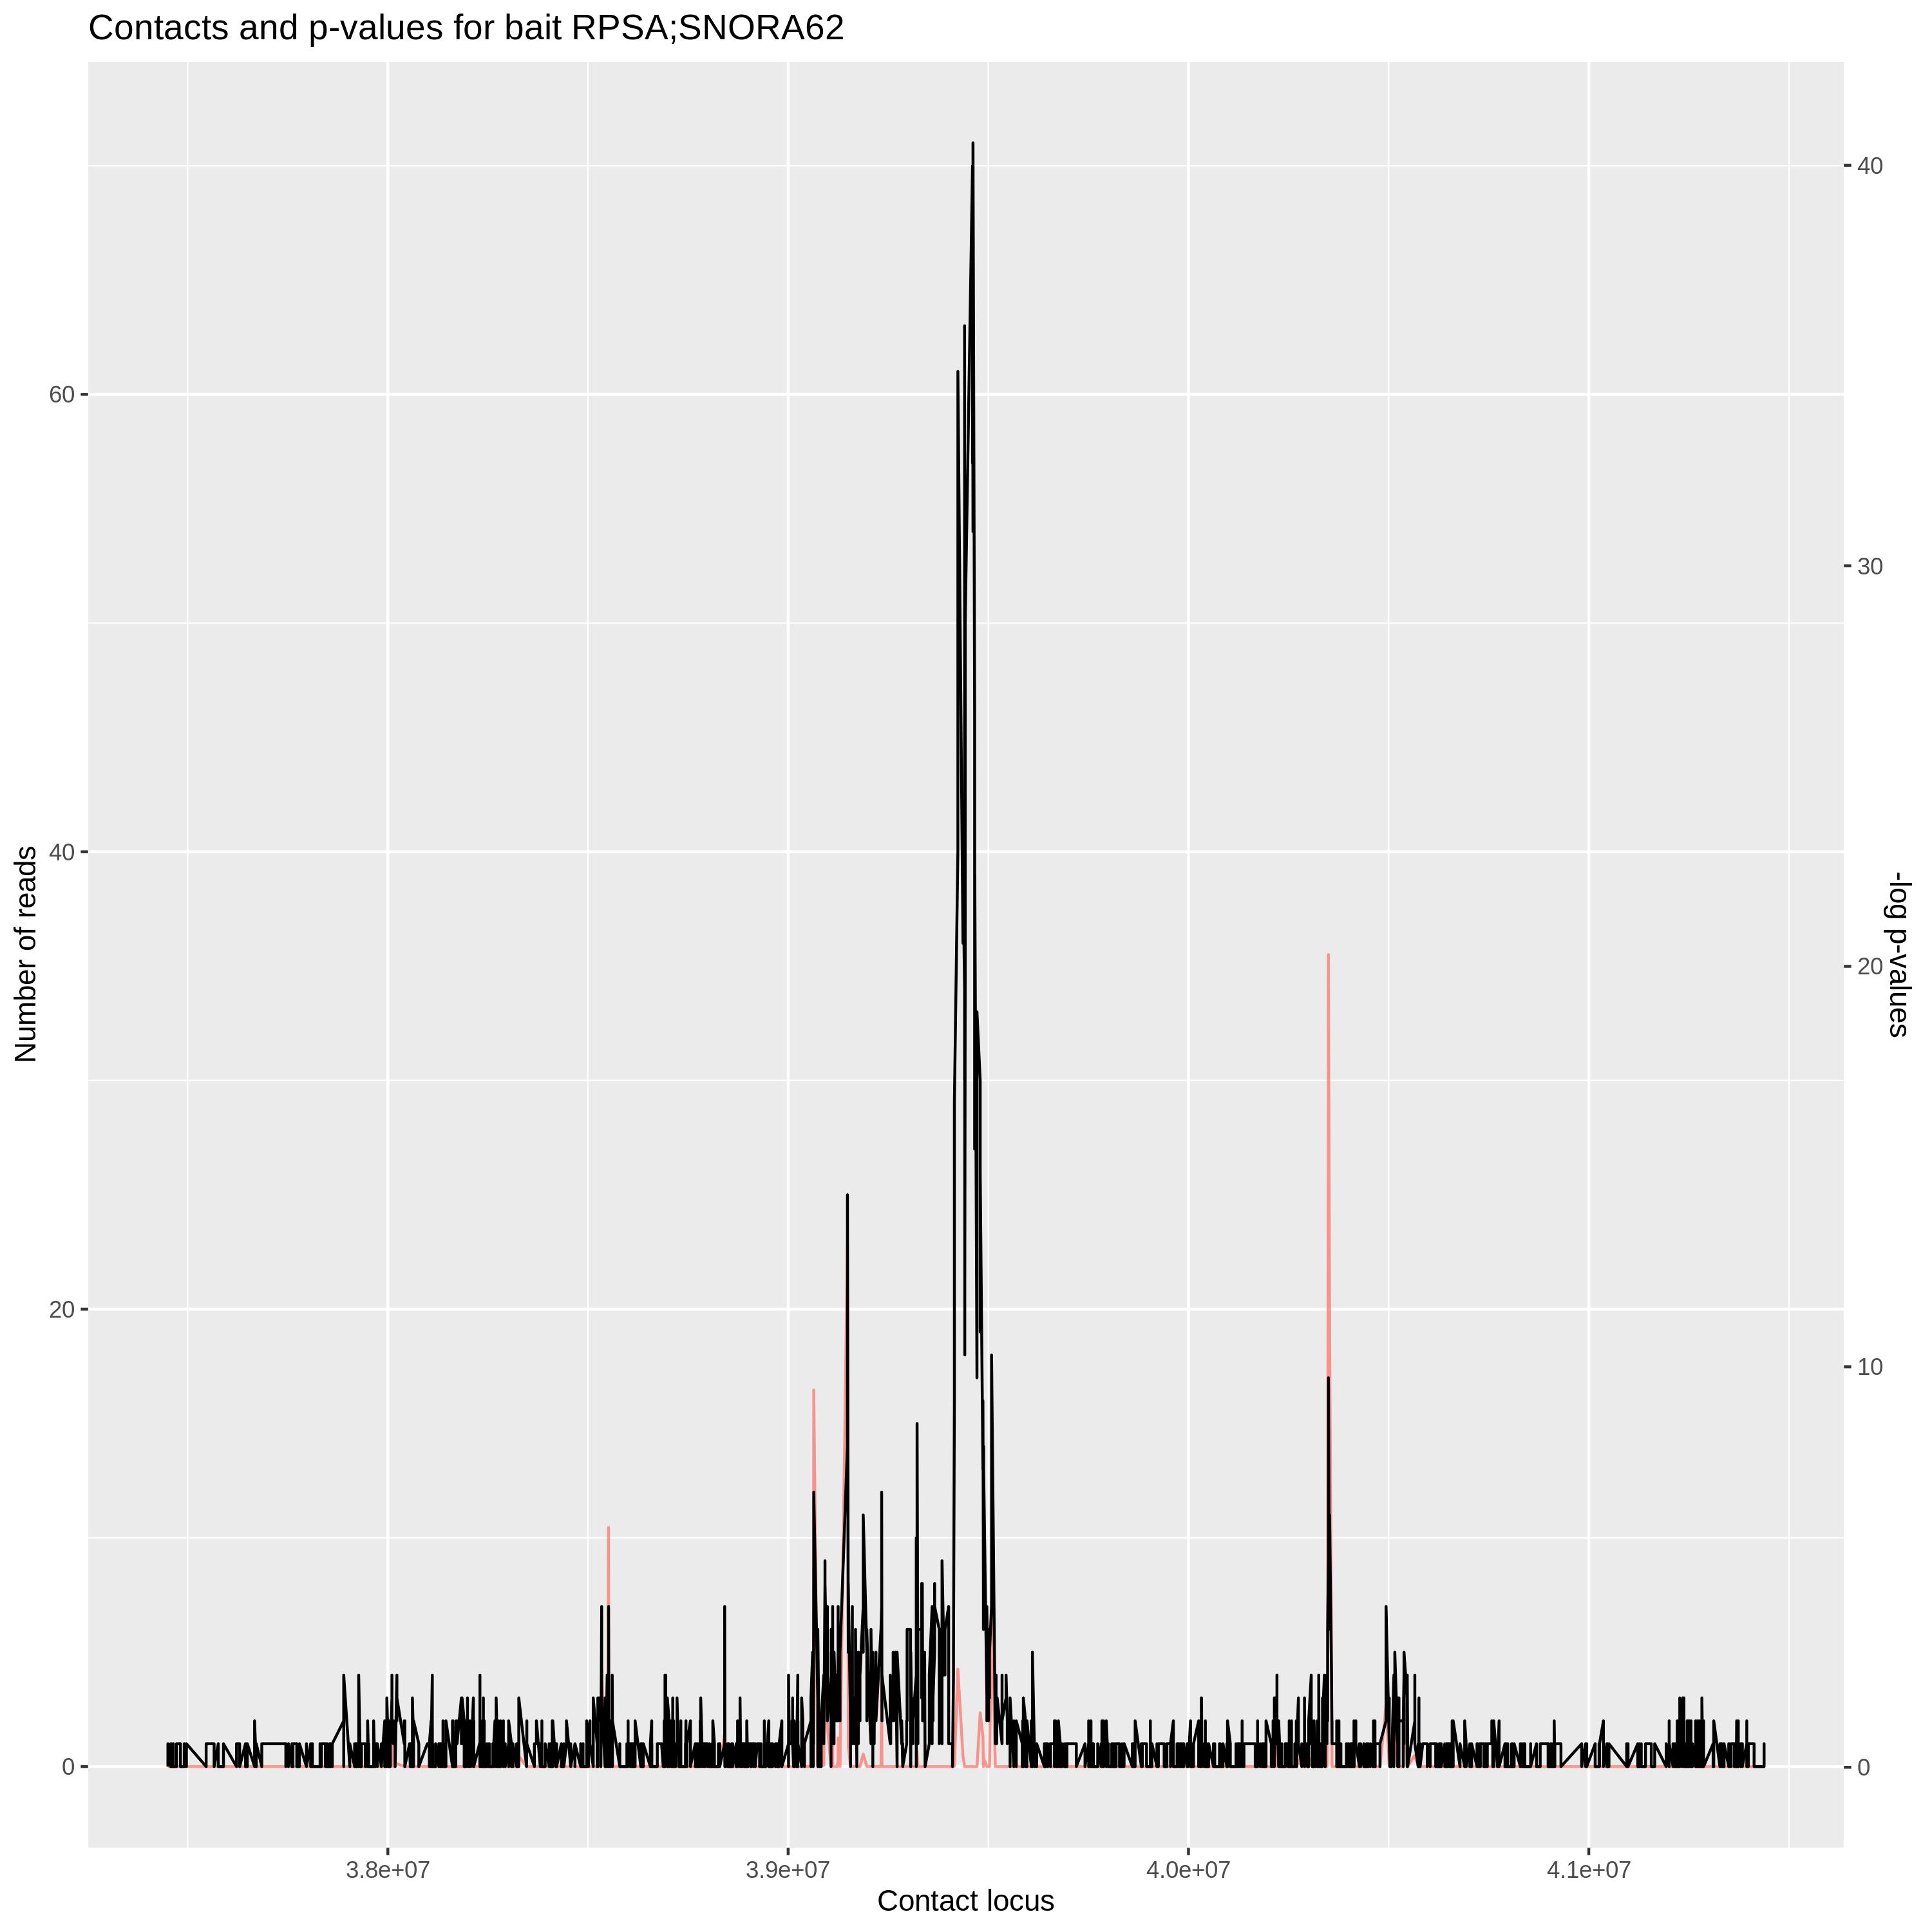 Contacts and p-values for bait RPSA;SNORA62
Number of reads
60
40
20
0
40
30
20
10
0
-log p-values
3.8e+07 3.9e+07 4.0e+07 4.1e+07
Contact locus